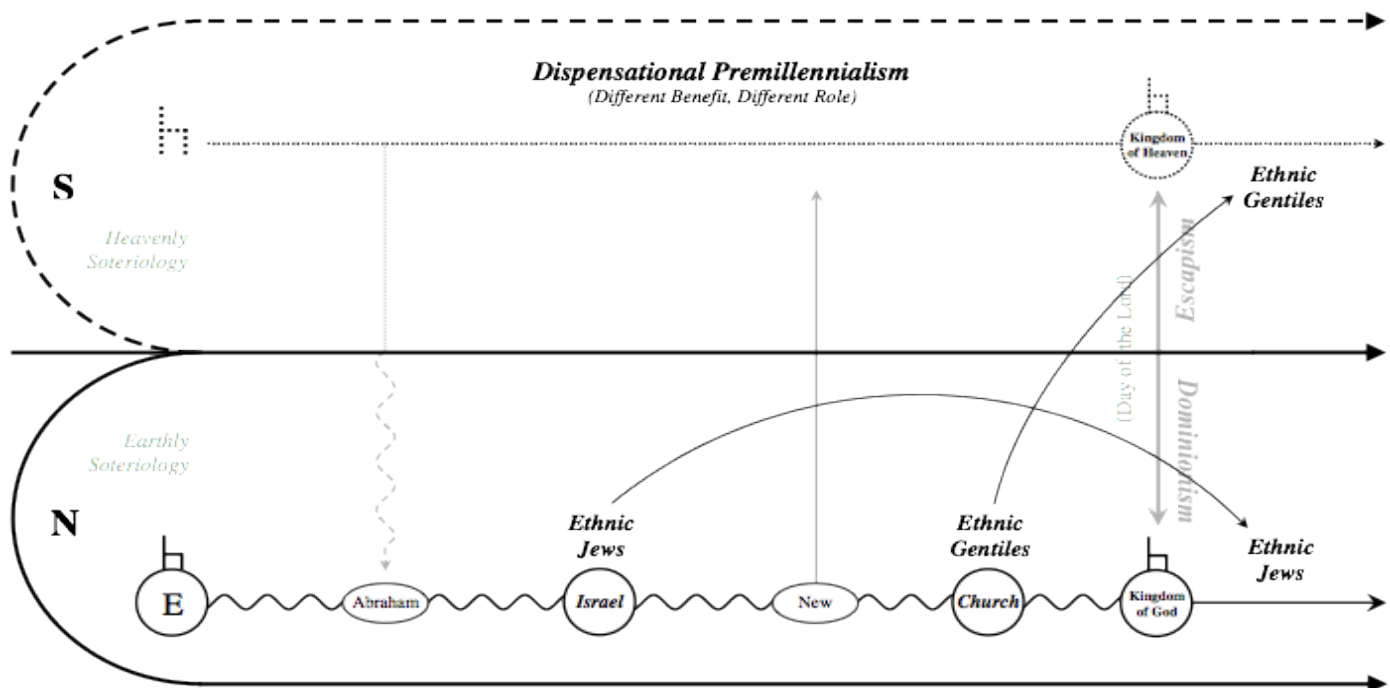 Dispensational Premillennialism
(Different Benefit, Different Role)
Kingdom
of Heaven
Ethnic
Gentiles
S
Heavenly
Soteriology
Escapism
(Day of the Lord)
Dominionism
Earthly
Soteriology
N
Ethnic
Jews
Ethnic
Gentiles
Ethnic
Jews
E
Abraham
Israel
New
Church
Kingdom
of God